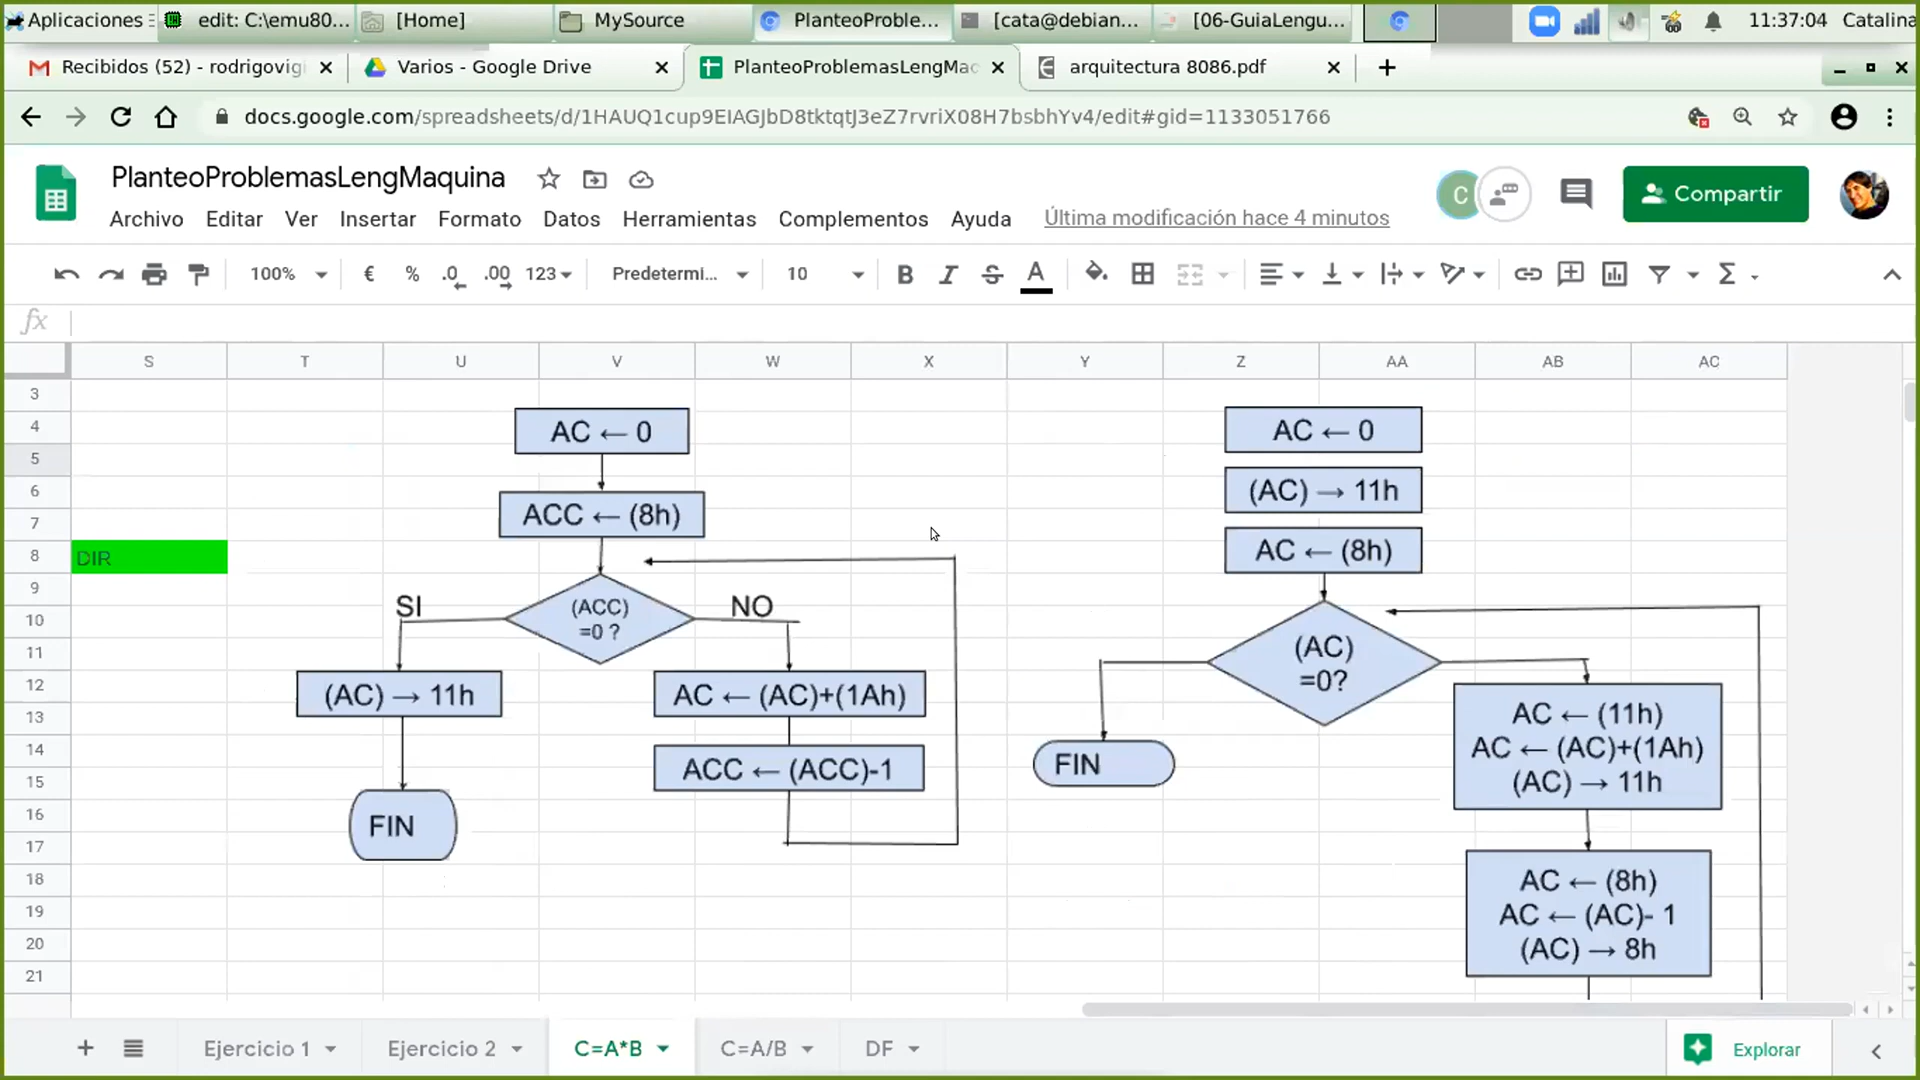 Aplicaciones
edit: C:\emu80...
[Home]
MySource
PlanteoProble...
[cata@debian...
[06-GuiaLengu...
11:37:04
Catalina
Recibidos (52) - rodrigovig
Varios - Google Drive
PlanteoProblemasLengMac
arquitectura 8086.pdf
docs.google.com/spreadsheets/d/1HAUQ1cup9EIAGJbD8tktqtJ3eZ7rvriX08H7bsbhYv4/edit#gid=1133051766
PlanteoProblemasLengMaquina
C
Compartir
Archivo Editar Ver Insertar Formato Datos Herramientas Complementos Ayuda Última modificación hace 4 minutos
100% € % .0 .00 123 Predetermi... 10 B I S A Σ
fx
S T U V W X Y Z AA AB AC
3
4
5
6
7
8
9
10
11
12
13
14
15
16
17
18
19
20
21
DIR
AC ← 0
ACC ← (8h)
(ACC)
=0 ?
SI
NO
(AC) → 11h
FIN
AC ← (AC)+(1Ah)
ACC ← (ACC)-1
AC ← 0
(AC) → 11h
AC ← (8h)
(AC)
=0?
FIN
AC ← (11h)
AC ← (AC)+(1Ah)
(AC) → 11h
AC ← (8h)
AC ← (AC)- 1
(AC) → 8h
Ejercicio 1
Ejercicio 2
C=A*B
C=A/B
DF
Explorar